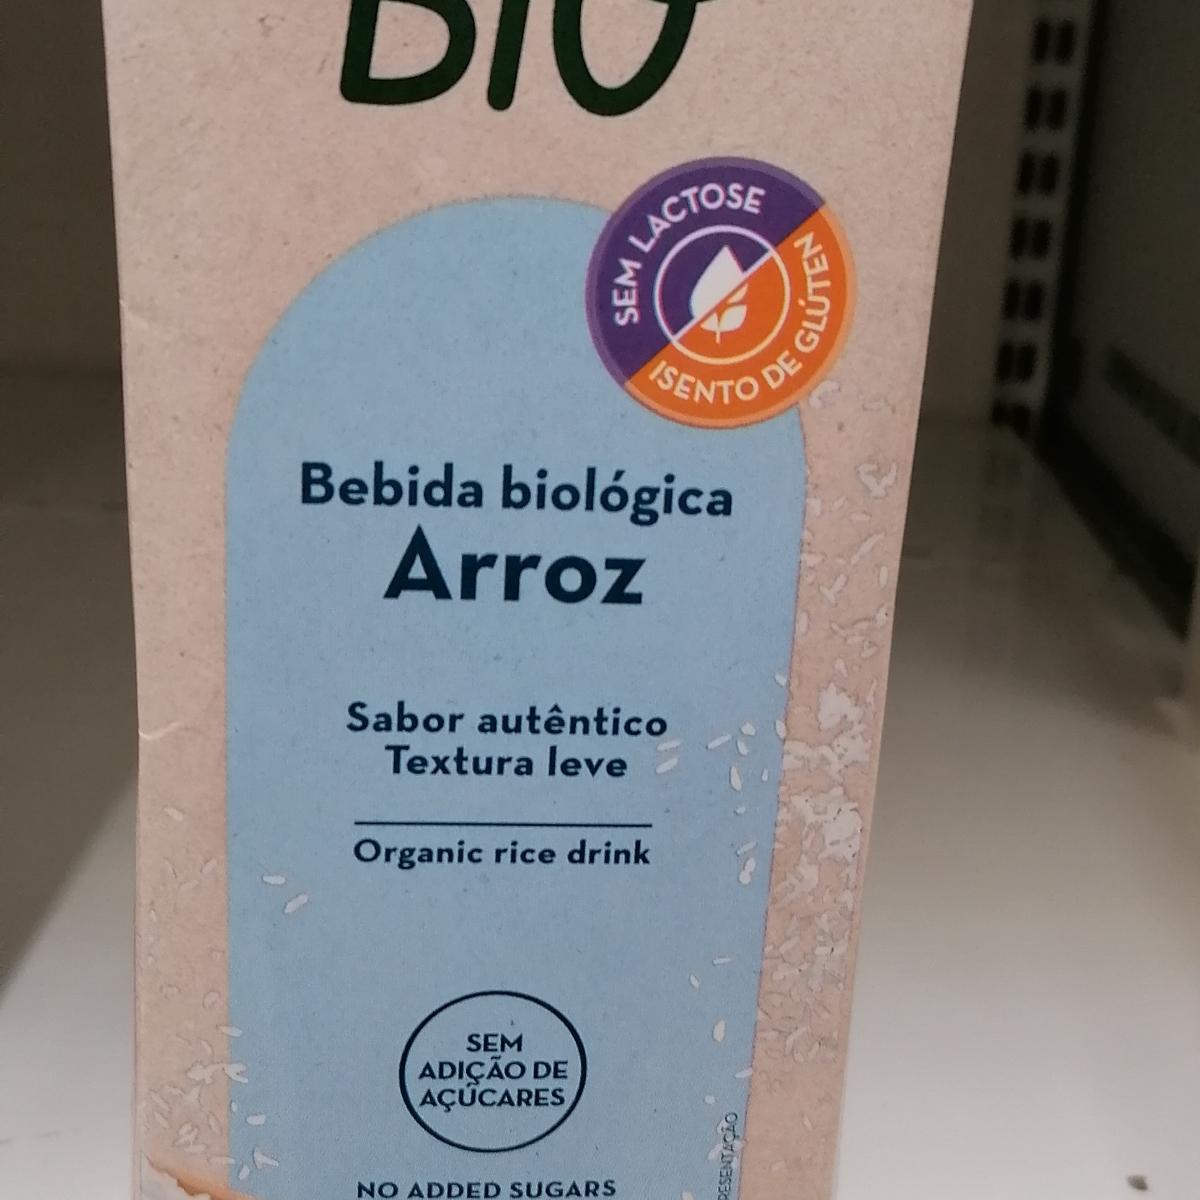 BIO
SEM LACTOSE
ISENTO DE GLÚTEN
Bebida biológica
Arroz
Sabor autêntico
Textura leve
Organic rice drink
SEM
ADIÇÃO DE
AÇÚCARES
NO ADDED SUGARS